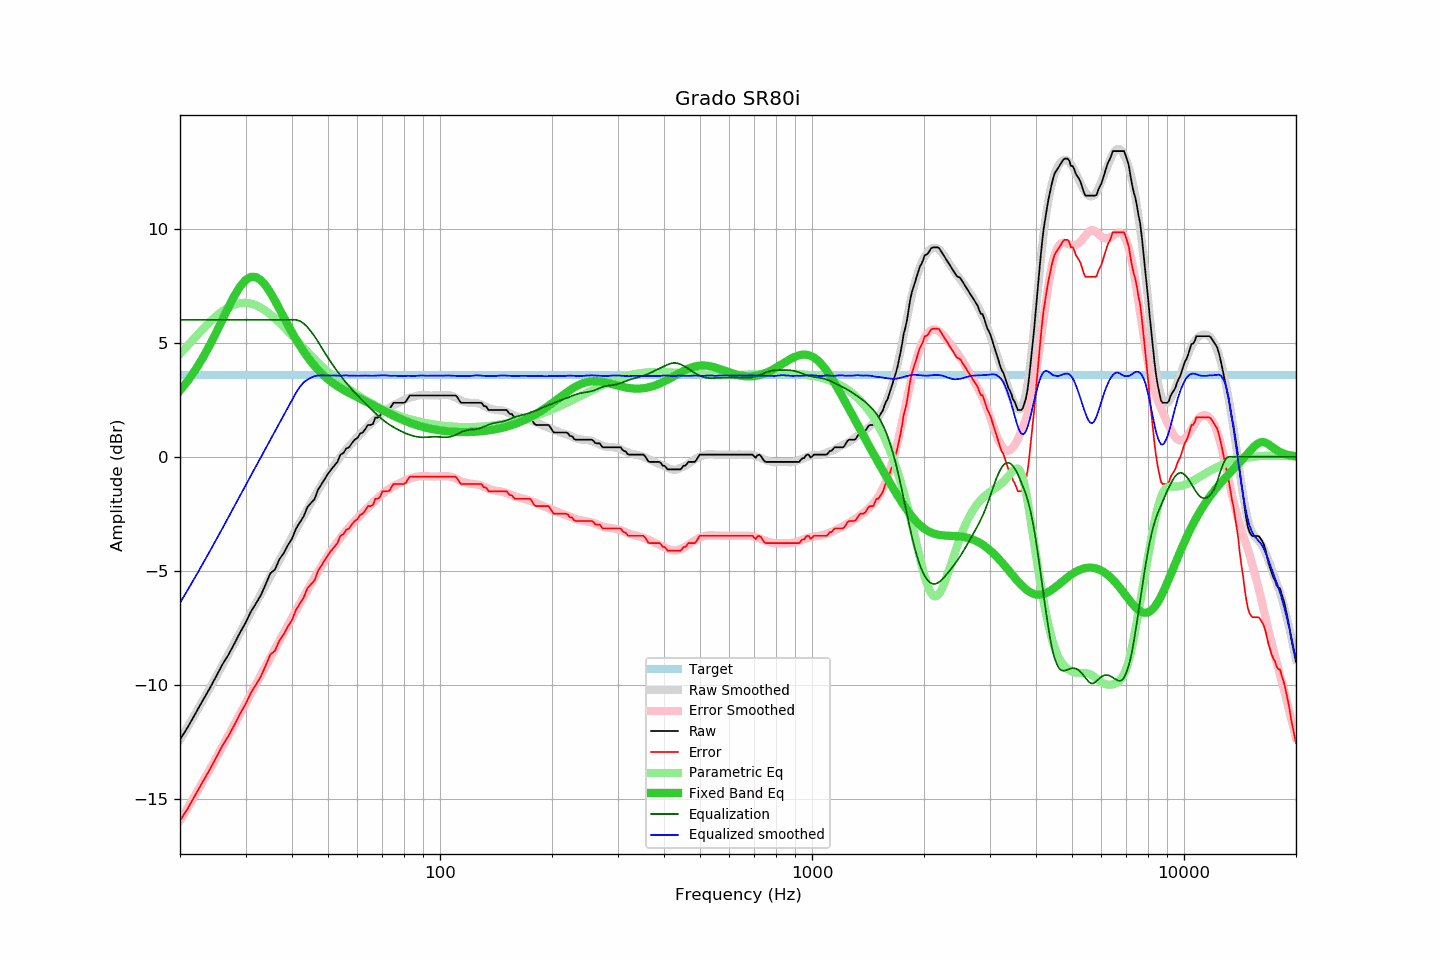 Grado SR80i
10
5
0
−5
−10
−15
Amplitude (dBr)
Target
Raw Smoothed
Error Smoothed
Raw
Error
Parametric Eq
Fixed Band Eq
Equalization
Equalized smoothed
100
1000
10000
Frequency (Hz)